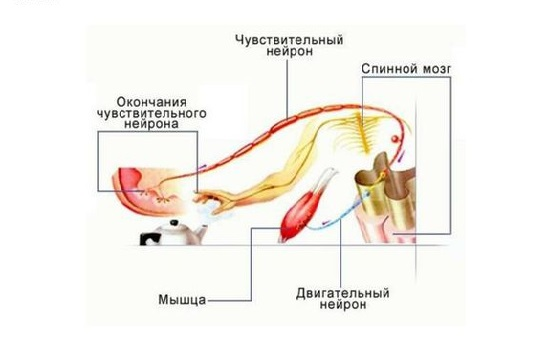 Чувствительный
нейрон
Спинной мозг
Окончания
чувствительного
нейрона
Мышца
Двигательный
нейрон